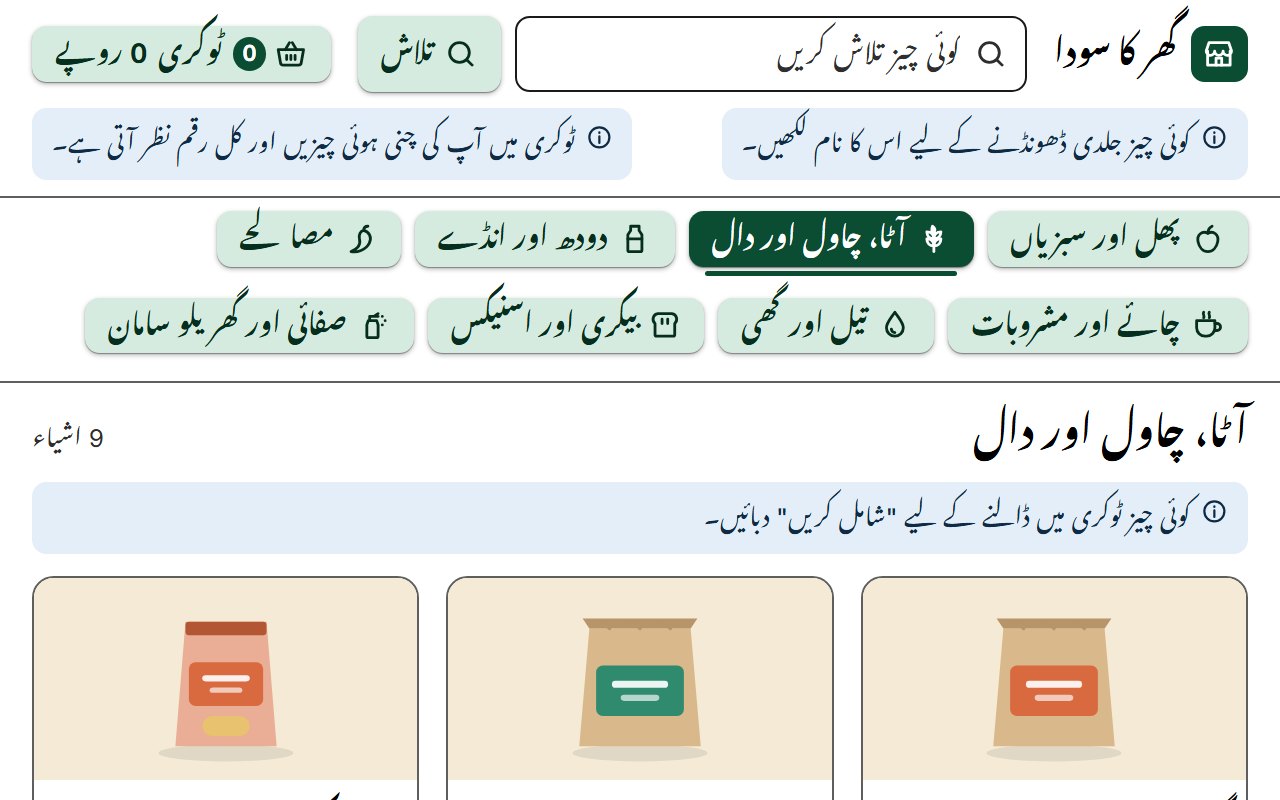 گھر کا سودا
کوئی چیز تلاش کریں
تلاش
ٹوکری 0 0 روپے
کوئی چیز جلدی ڈھونڈنے کے لیے اس کا نام لکھیں۔
ٹوکری میں آپ کی چنی ہوئی چیزیں اور کل رقم نظر آتی ہے۔
پھل اور سبزیاں
آٹا، چاول اور دال
دودھ اور انڈے
مصالحے
چائے اور مشروبات
تیل اور گھی
بیکری اور اسنیکس
صفائی اور گھریلو سامان
آٹا، چاول اور دال
9 اشیاء
کوئی چیز ٹوکری میں ڈالنے کے لیے "شامل کریں" دبائیں۔